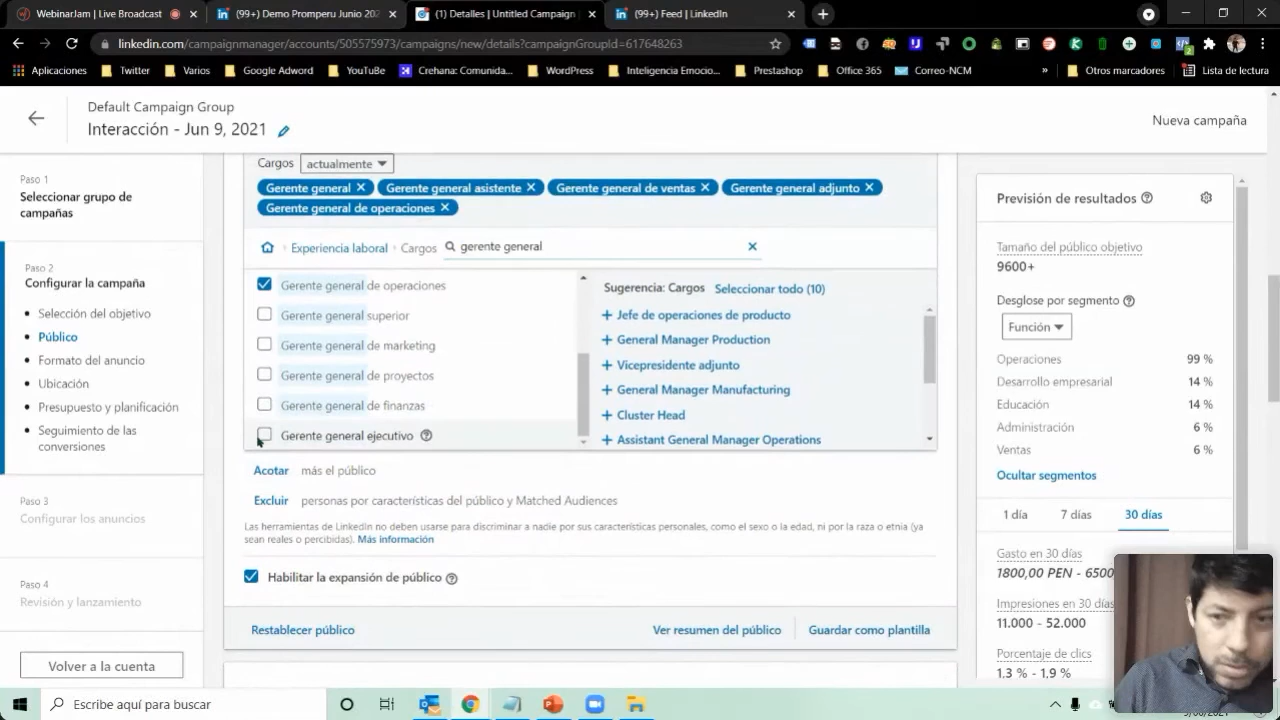 WebinarJam | Live Broadcast
(99+) Demo Promperu Junio 202
(1) Detalles | Untitled Campaign
(99+) Feed | LinkedIn
linkedin.com/campaignmanager/accounts/505575973/campaigns/new/details?campaignGroupId=617648263
Aplicaciones
Twitter
Varios
Google Adword
YouTube
Crehana: Comunida...
WordPress
Inteligencia Emocio...
Prestashop
Office 365
Correo-NCM
»
Otros marcadores
Lista de lectura
Default Campaign Group
Interacción - Jun 9, 2021
Nueva campaña
Paso 1
Seleccionar grupo de
campañas
Paso 2
Configurar la campaña
Selección del objetivo
Público
Formato del anuncio
Ubicación
Presupuesto y planificación
Seguimiento de las
conversiones
Paso 3
Configurar los anuncios
Paso 4
Revisión y lanzamiento
Volver a la cuenta
Cargos actualmente
Gerente general Gerente general asistente Gerente general de ventas Gerente general adjunto
Gerente general de operaciones
Experiencia laboral Cargos gerente general
Gerente general de operaciones
Gerente general superior
Gerente general de marketing
Gerente general de proyectos
Gerente general de finanzas
Gerente general ejecutivo
Sugerencia: Cargos Seleccionar todo (10)
+ Jefe de operaciones de producto
+ General Manager Production
+ Vicepresidente adjunto
+ General Manager Manufacturing
+ Cluster Head
+ Assistant General Manager Operations
Acotar más el público
Excluir personas por características del público y Matched Audiences
Las herramientas de LinkedIn no deben usarse para discriminar a nadie por sus características personales, como el sexo o la edad, ni por la raza o etnia (ya
sean reales o percibidas). Más información
Habilitar la expansión de público
Restablecer público
Ver resumen del público
Guardar como plantilla
Previsión de resultados
Tamaño del público objetivo
9600+
Desglose por segmento
Función
Operaciones 99 %
Desarrollo empresarial 14 %
Educación 14 %
Administración 6 %
Ventas 6 %
Ocultar segmentos
1 día 7 días 30 días
Gasto en 30 días
1800,00 PEN - 6500
Impresiones en 30 días
11.000 - 52.000
Porcentaje de clics
1.3 % - 1,9 %
Escribe aquí para buscar